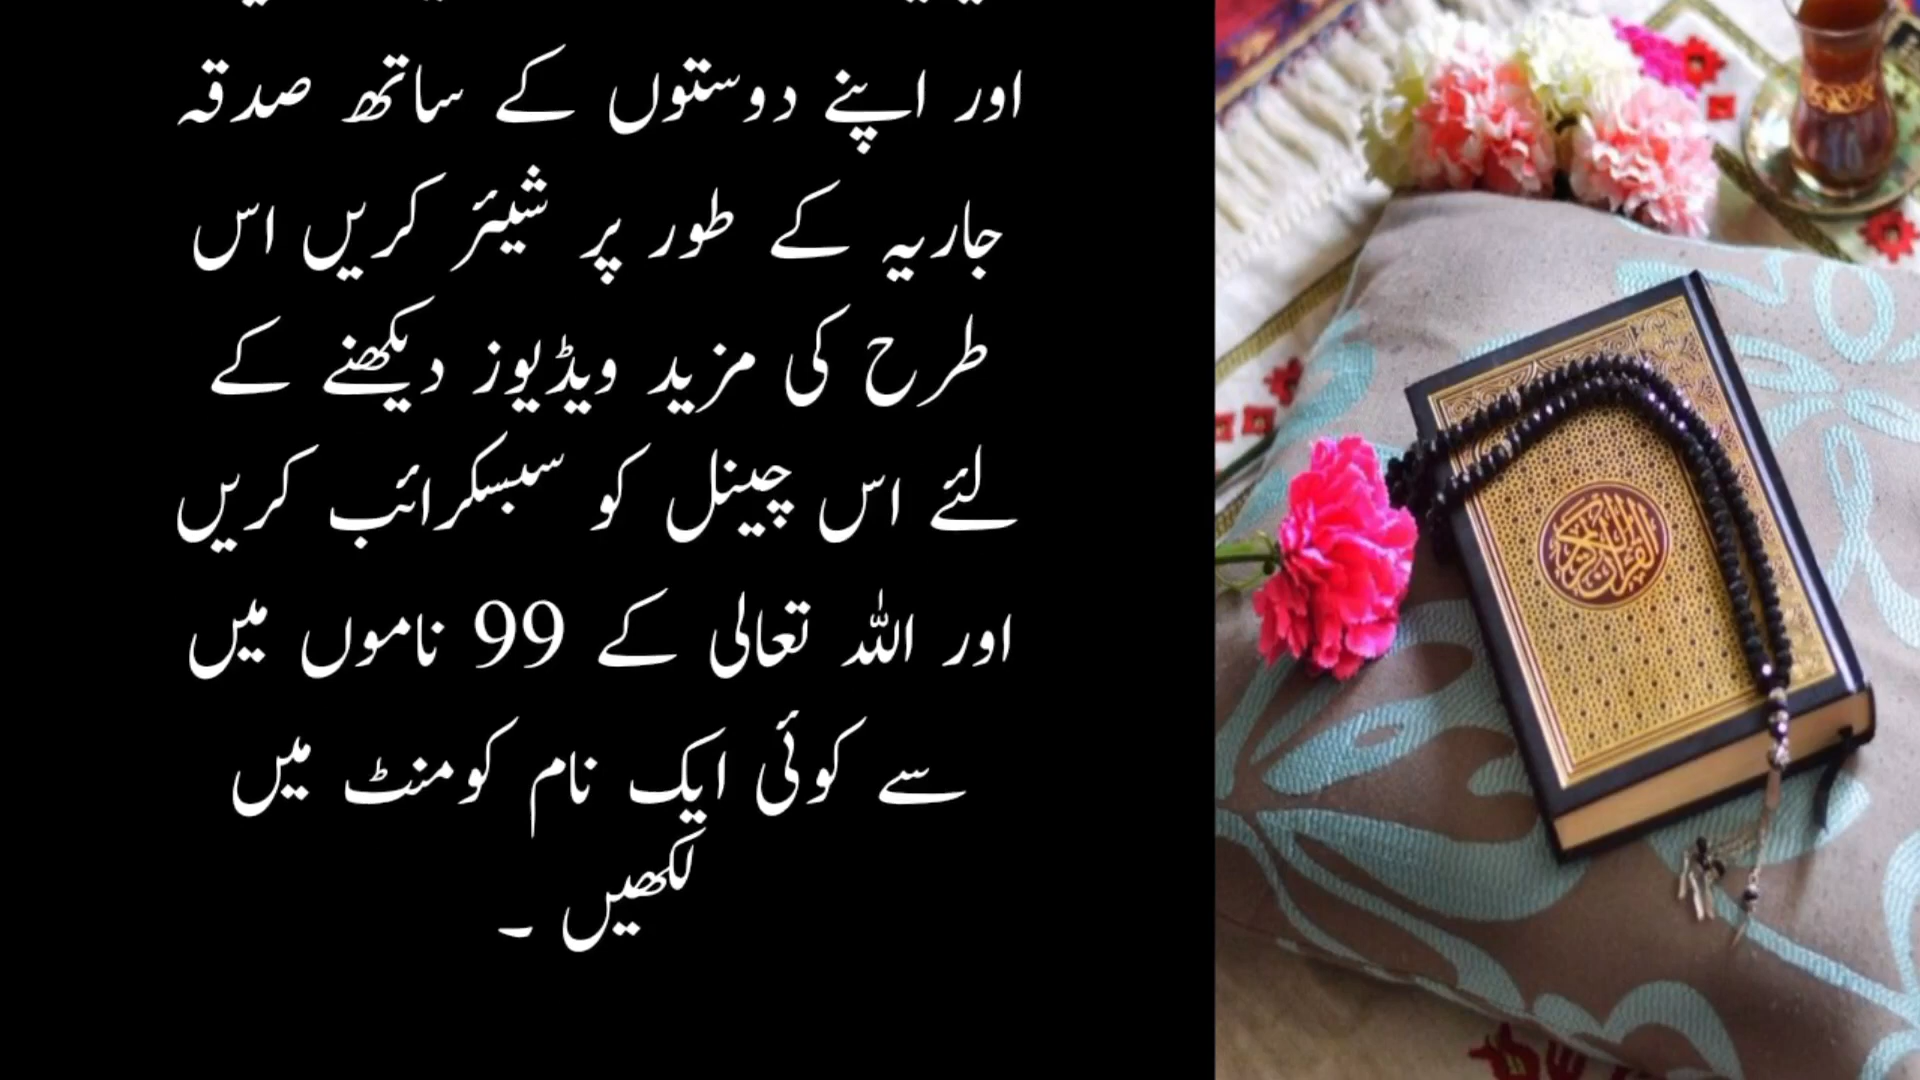 اور اپنے دوستوں کے ساتھ صدقہ
جاریہ کے طور پر شیئر کریں اس
طرح کی مزید ویڈیوز دیکھنے کے
لئے اس چینل کو سبسکرائب کریں
اور اللہ تعالی کے 99 ناموں میں
سے کوئی ایک نام کومنٹ میں
لکھیں ۔
القرآن الكريم